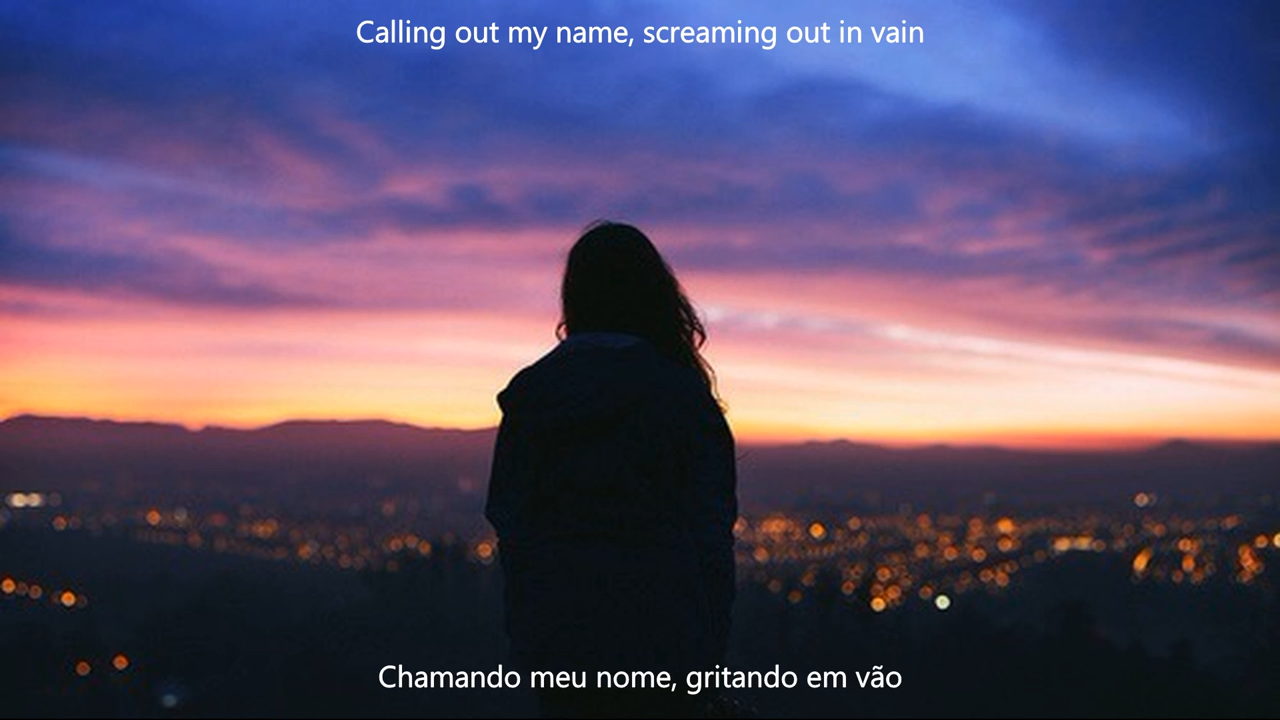 Calling out my name, screaming out in vain
Chamando meu nome, gritando em vão